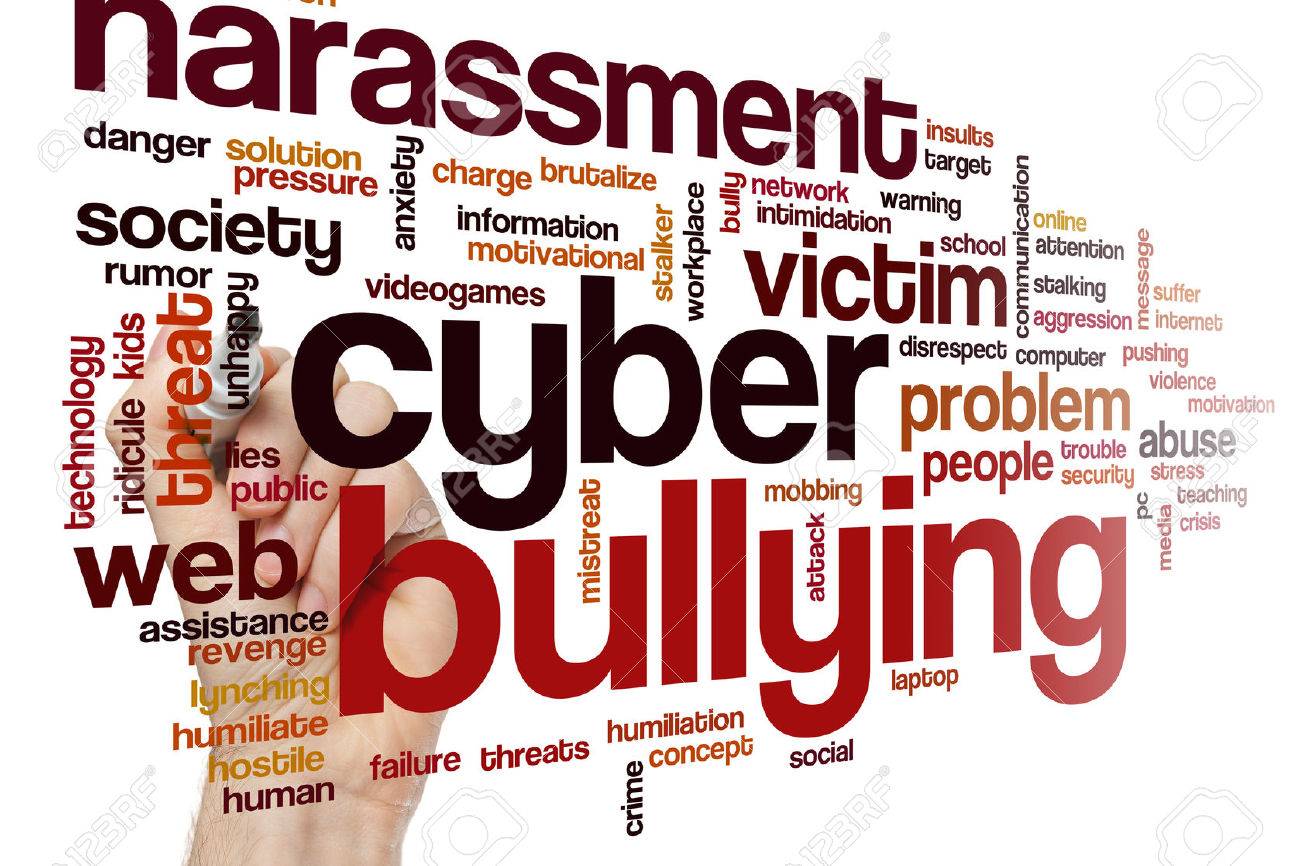 harassment
danger
solution
pressure
anxiety
charge
brutalize
bully
network
insults
target
warning
society
information
motivational
stalker
workplace
intimidation
school
communication
online
attention
message
rumor
unhappy
videogames
victim
stalking
suffer
aggression
internet
technology
kids
threat
cyber
disrespect
computer
pushing
violence
motivation
ridicule
problem
people
trouble
security
abuse
stress
lies
public
mistreat
mobbing
attack
pc
teaching
media
crisis
web
bullying
assistance
revenge
lynching
humiliate
hostile
human
failure
threats
humiliation
concept
crime
social
laptop
123RF